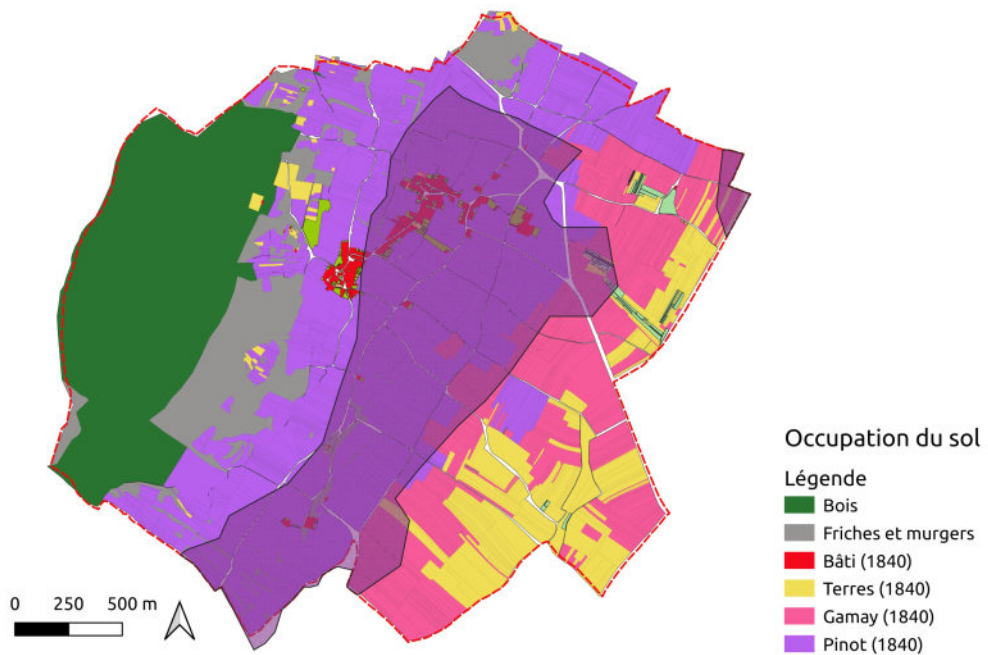 Occupation du sol
Légende
Bois
Friches et murgers
Bâti (1840)
Terres (1840)
Gamay (1840)
Pinot (1840)
0 250 500 m